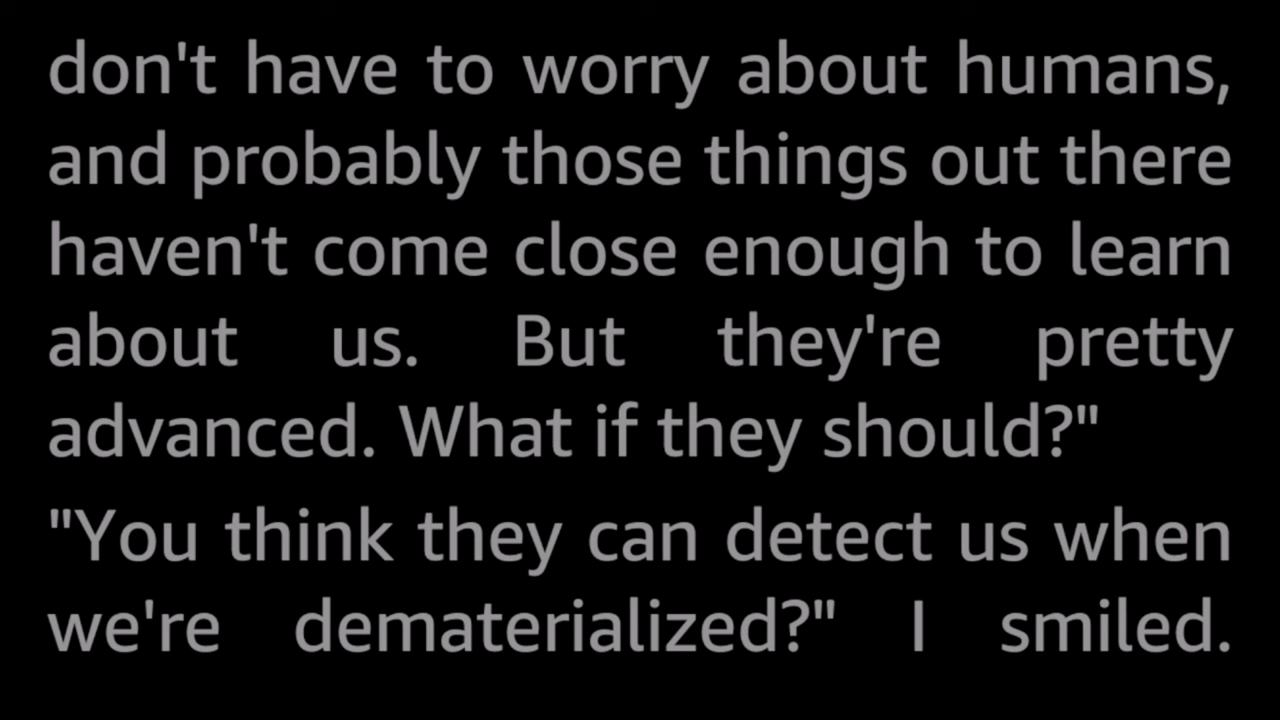 don't have to worry about humans,
and probably those things out there
haven't come close enough to learn
about us. But they're pretty
advanced. What if they should?"
"You think they can detect us when
we're dematerialized?" I smiled.